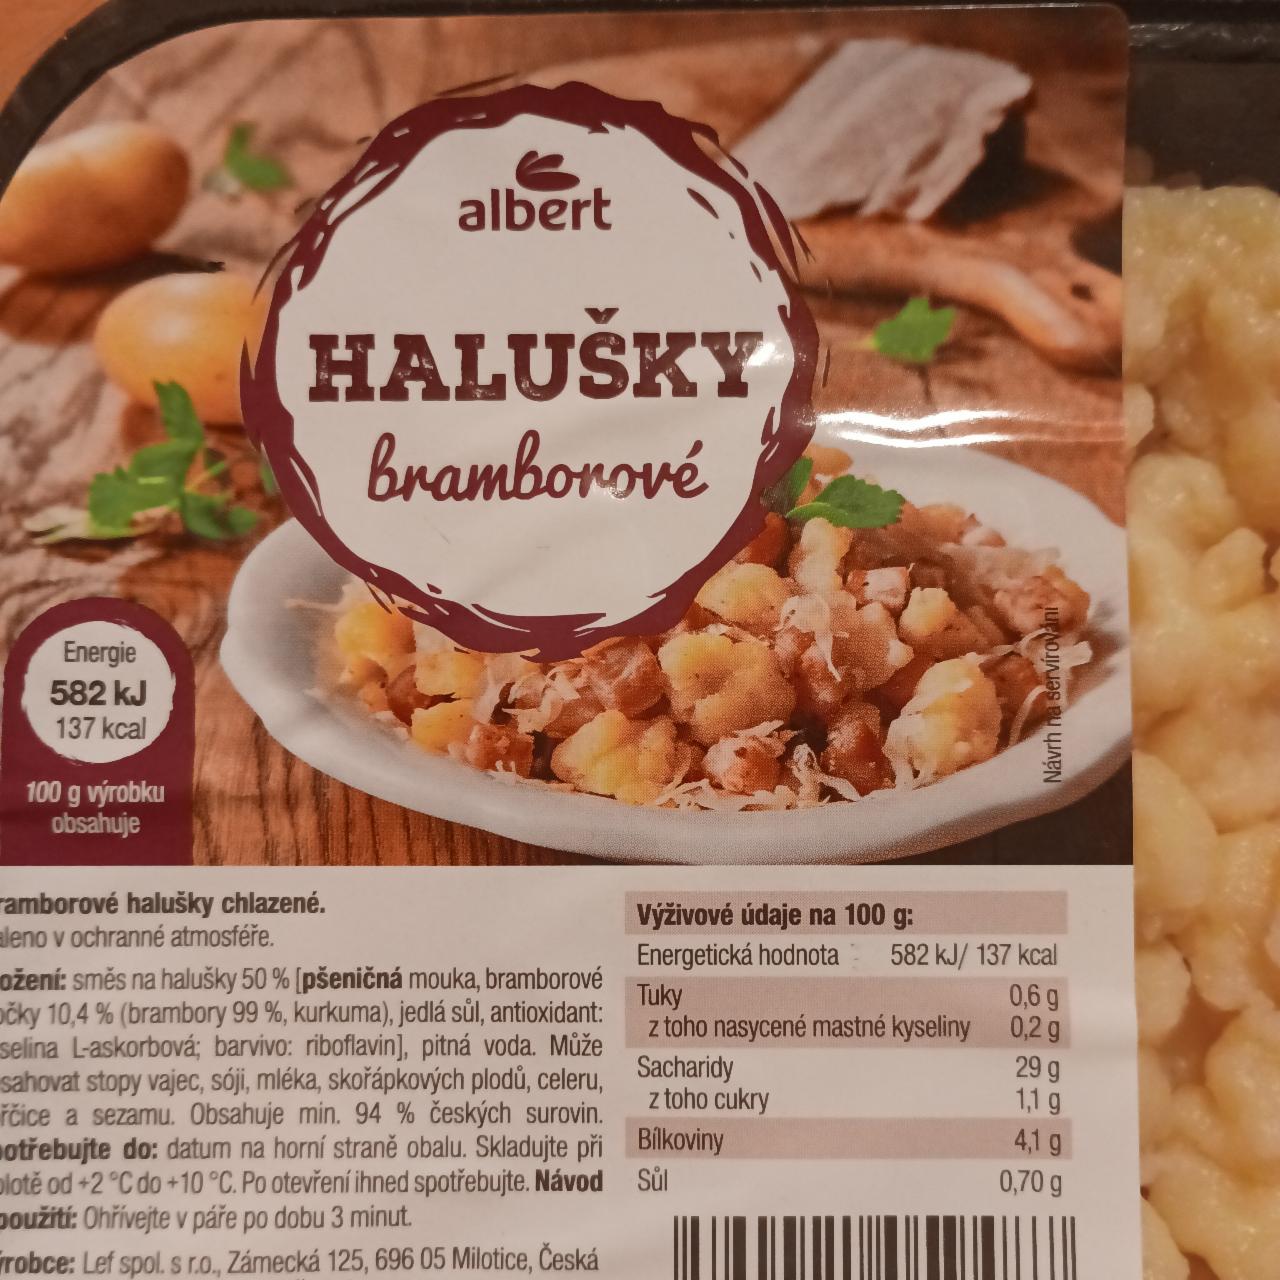 albert
HALUŠKY
bramborové
Návrh na servírování
Energie
582 kJ
137 kcal
100 g výrobku
obsahuje
ramborové halušky chlazené.
aleno v ochranné atmosféře.
ožení: směs na halušky 50 % [pšeničná mouka, bramborové
očky 10,4 % (brambory 99 %, kurkuma), jedlá sůl, antioxidant:
selina L-askorbová; barvivo: riboflavin], pitná voda. Může
sahovat stopy vajec, sóji, mléka, skořápkových plodů, celeru,
řčice a sezamu. Obsahuje min. 94 % českých surovin.
potřebujte do: datum na horní straně obalu. Skladujte při
plotě od +2 °C do +10 °C. Po otevření ihned spotřebujte. Návod
použití: Ohřívejte v páře po dobu 3 minut.
ýrobce: Lef spol. s r.o., Zámecká 125, 696 05 Milotice, Česká
Výživové údaje na 100 g:
Energetická hodnota 582 kJ/ 137 kcal
Tuky 0,6 g
z toho nasycené mastné kyseliny 0,2 g
Sacharidy 29 g
z toho cukry 1,1 g
Bílkoviny 4,1 g
Sůl 0,70 g